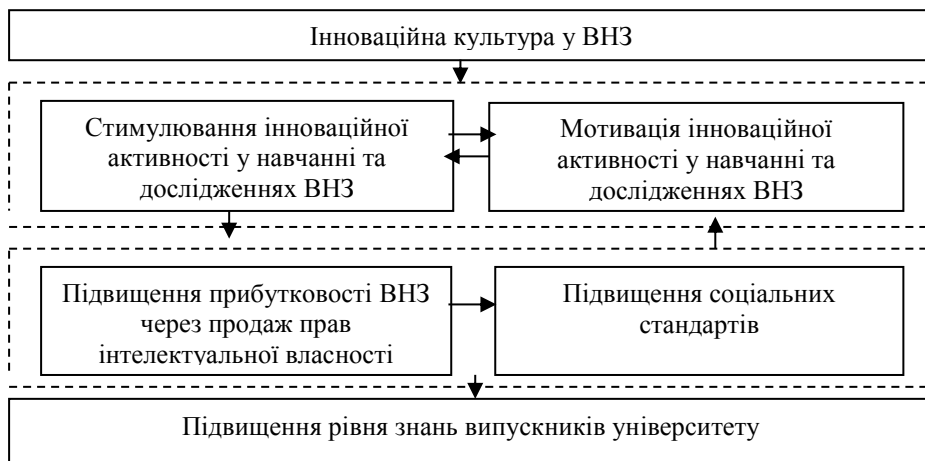 Інноваційна культура у ВНЗ
Стимулювання інноваційної
активності у навчанні та
дослідженнях ВНЗ
Мотивація інноваційної
активності у навчанні та
дослідженнях ВНЗ
Підвищення прибутковості ВНЗ
через продаж прав
інтелектуальної власності
Підвищення соціальних
стандартів
Підвищення рівня знань випускників університету